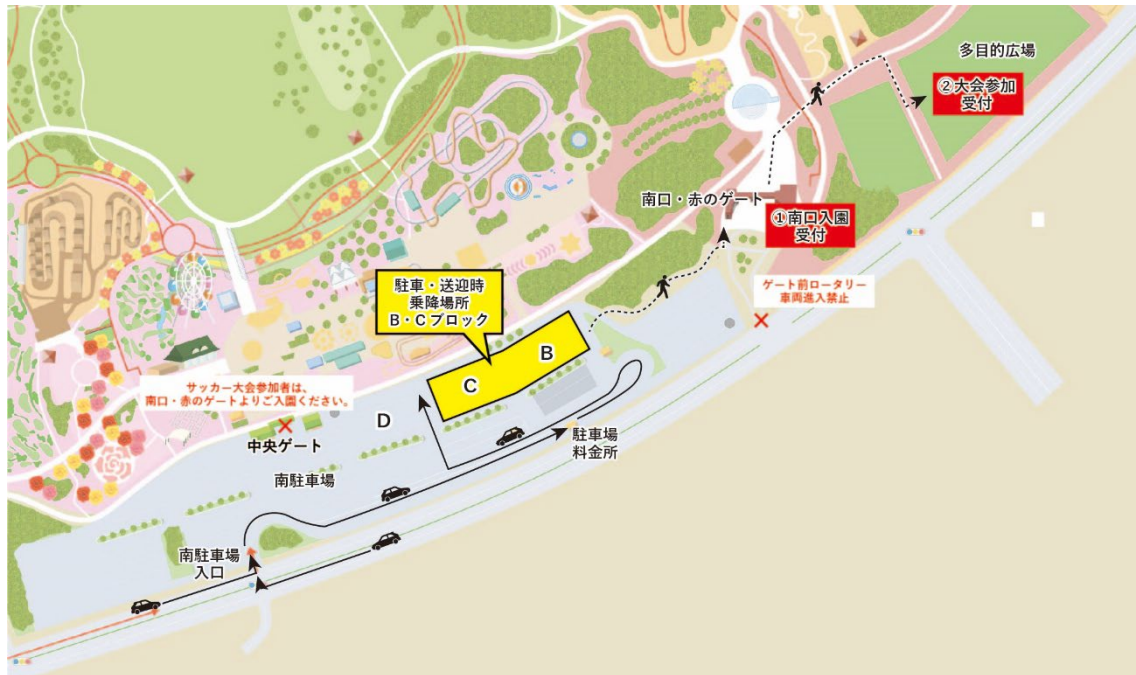 多目的広場
②大会参加
受付
南口・赤のゲート
①南口入園
受付
ゲート前ロータリー
車両進入禁止
駐車・送迎時
乗降場所
B・Cブロック
B
C
サッカー大会参加者は、
南口・赤のゲートよりご入園ください。
D
中央ゲート
駐車場
料金所
南駐車場
南駐車場
入口